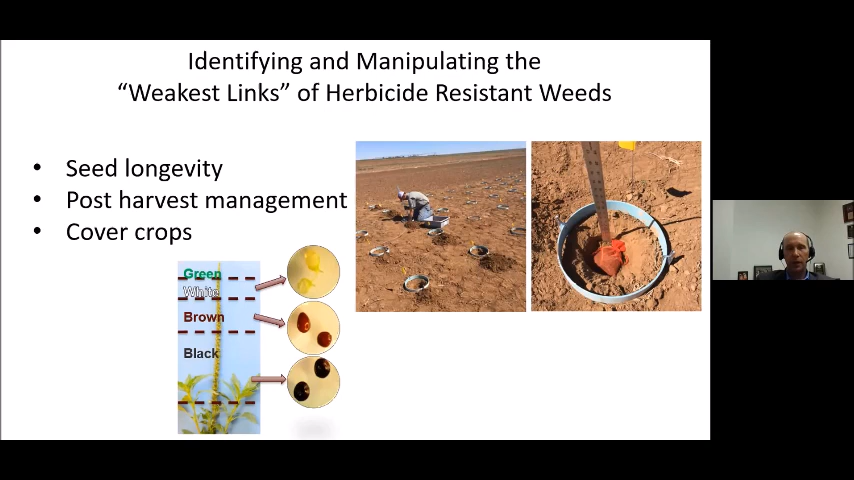 Identifying and Manipulating the
“Weakest Links” of Herbicide Resistant Weeds
• Seed longevity
• Post harvest management
• Cover crops
Green
White
Brown
Black